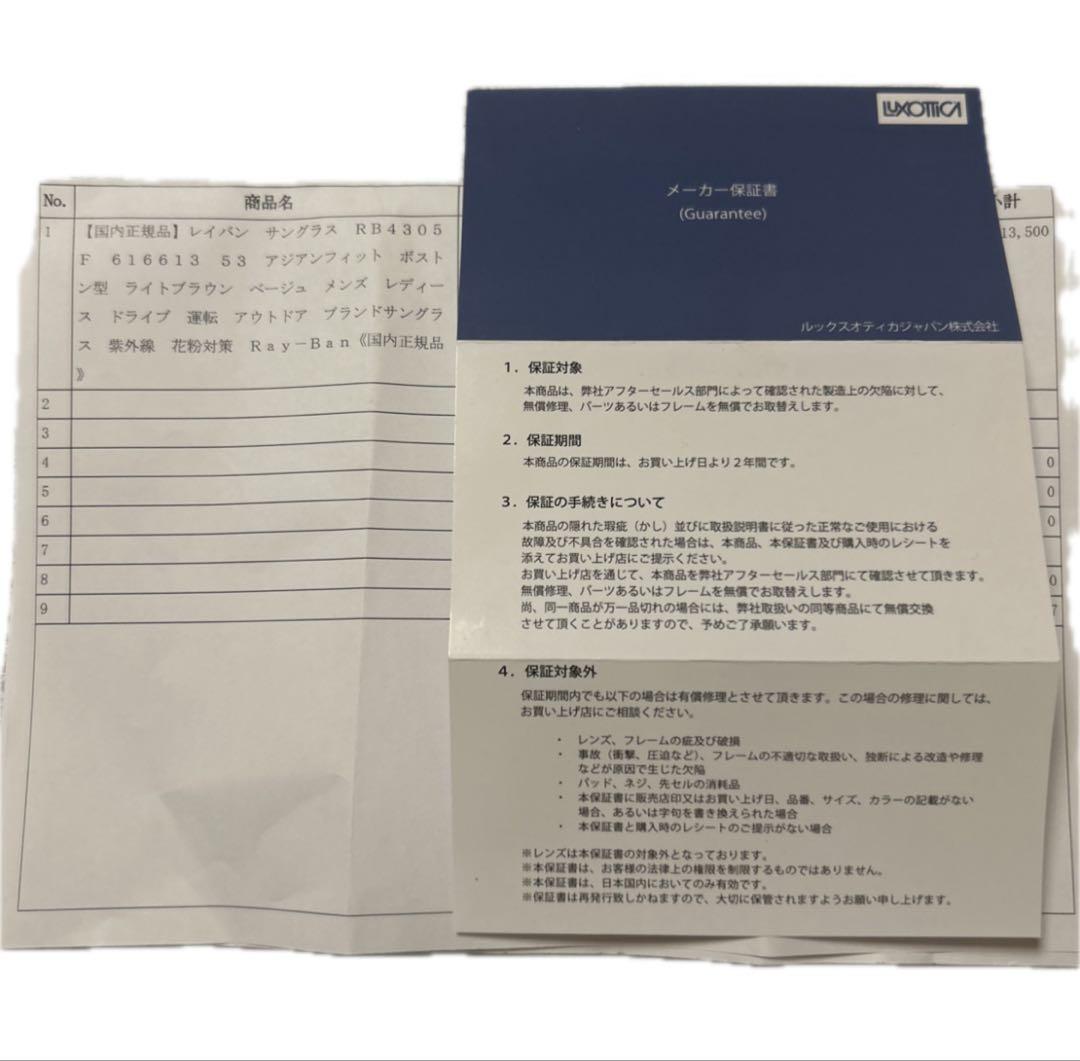 No.
商品名
小計
1
【国内正規品】レイバン サングラス RB4305
F 616613 53 アジアンフィット ボスト
ン型 ライトブラウン ベージュ メンズ レディー
ス ドライブ 運転 アウトドア ブランドサングラ
ス 紫外線 花粉対策 Ray-Ban《国内正規品
》
13,500
2
3
4
0
5
0
6
0
7
8
0
9
7
LUXOTTICA
メーカー保証書
(Guarantee)
ルックスオティカジャパン株式会社
1．保証対象
本商品は、弊社アフターセールス部門によって確認された製造上の欠陥に対して、
無償修理、パーツあるいはフレームを無償でお取替えします。
2．保証期間
本商品の保証期間は、お買い上げ日より２年間です。
3．保証の手続きについて
本商品の隠れた瑕疵（かし）並びに取扱説明書に従った正常なご使用における
故障及び不具合を確認された場合は、本商品、本保証書及び購入時のレシートを
添えてお買い上げ店にご提示ください。
お買い上げ店を通じて、本商品を弊社アフターセールス部門にて確認させて頂きます。
無償修理、パーツあるいはフレームを無償でお取替えします。
尚、同一商品が万一品切れの場合には、弊社取扱いの同等商品にて無償交換
させて頂くことがありますので、予めご了承願います。
4．保証対象外
保証期間内でも以下の場合は有償修理とさせて頂きます。この場合の修理に関しては、
お買い上げ店にご相談ください。
・ レンズ、フレームの疵及び破損
・ 事故（衝撃、圧迫など）、フレームの不適切な取扱い、独断による改造や修理
などが原因で生じた欠陥
・ パッド、ネジ、先セルの消耗品
・ 本保証書に販売店印又はお買い上げ日、品番、サイズ、カラーの記載がない
場合、あるいは字句を書き換えられた場合
・ 本保証書と購入時のレシートのご提示がない場合
※レンズは本保証書の対象外となっております。
※本保証書は、お客様の法律上の権限を制限するものではありません。
※本保証書は、日本国内においてのみ有効です。
※保証書は再発行致しかねますので、大切に保管されますようお願い申し上げます。